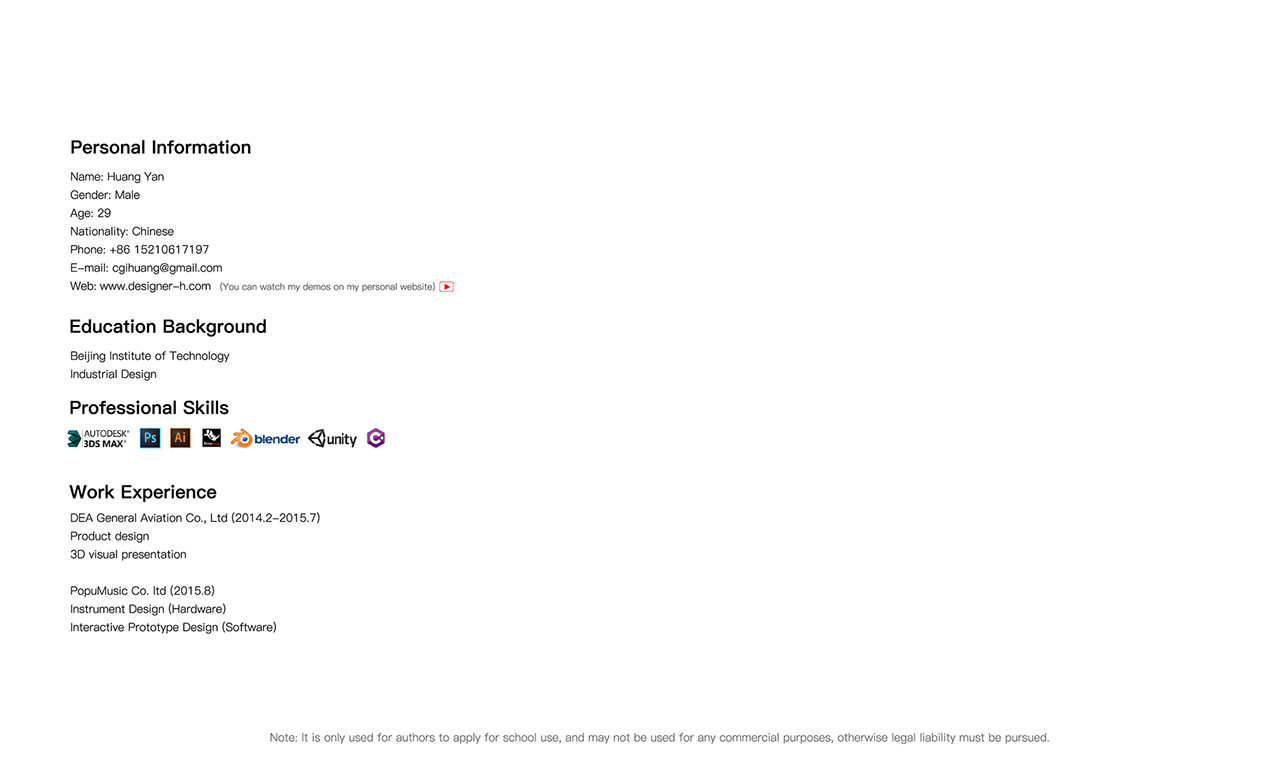 Personal Information
Name: Huang Yan
Gender: Male
Age: 29
Nationality: Chinese
Phone: +86 15210617197
E-mail: cgihuang@gmail.com
Web: www.designer-h.com (You can watch my demos on my personal website)
Education Background
Beijing Institute of Technology
Industrial Design
Professional Skills
AUTODESK® 3DS MAX® Ps Ai blender unity C#
Work Experience
DEA General Aviation Co., Ltd (2014.2-2015.7)
Product design
3D visual presentation
PopuMusic Co. ltd (2015.8)
Instrument Design (Hardware)
Interactive Prototype Design (Software)
Note: It is only used for authors to apply for school use, and may not be used for any commercial purposes, otherwise legal liability must be pursued.